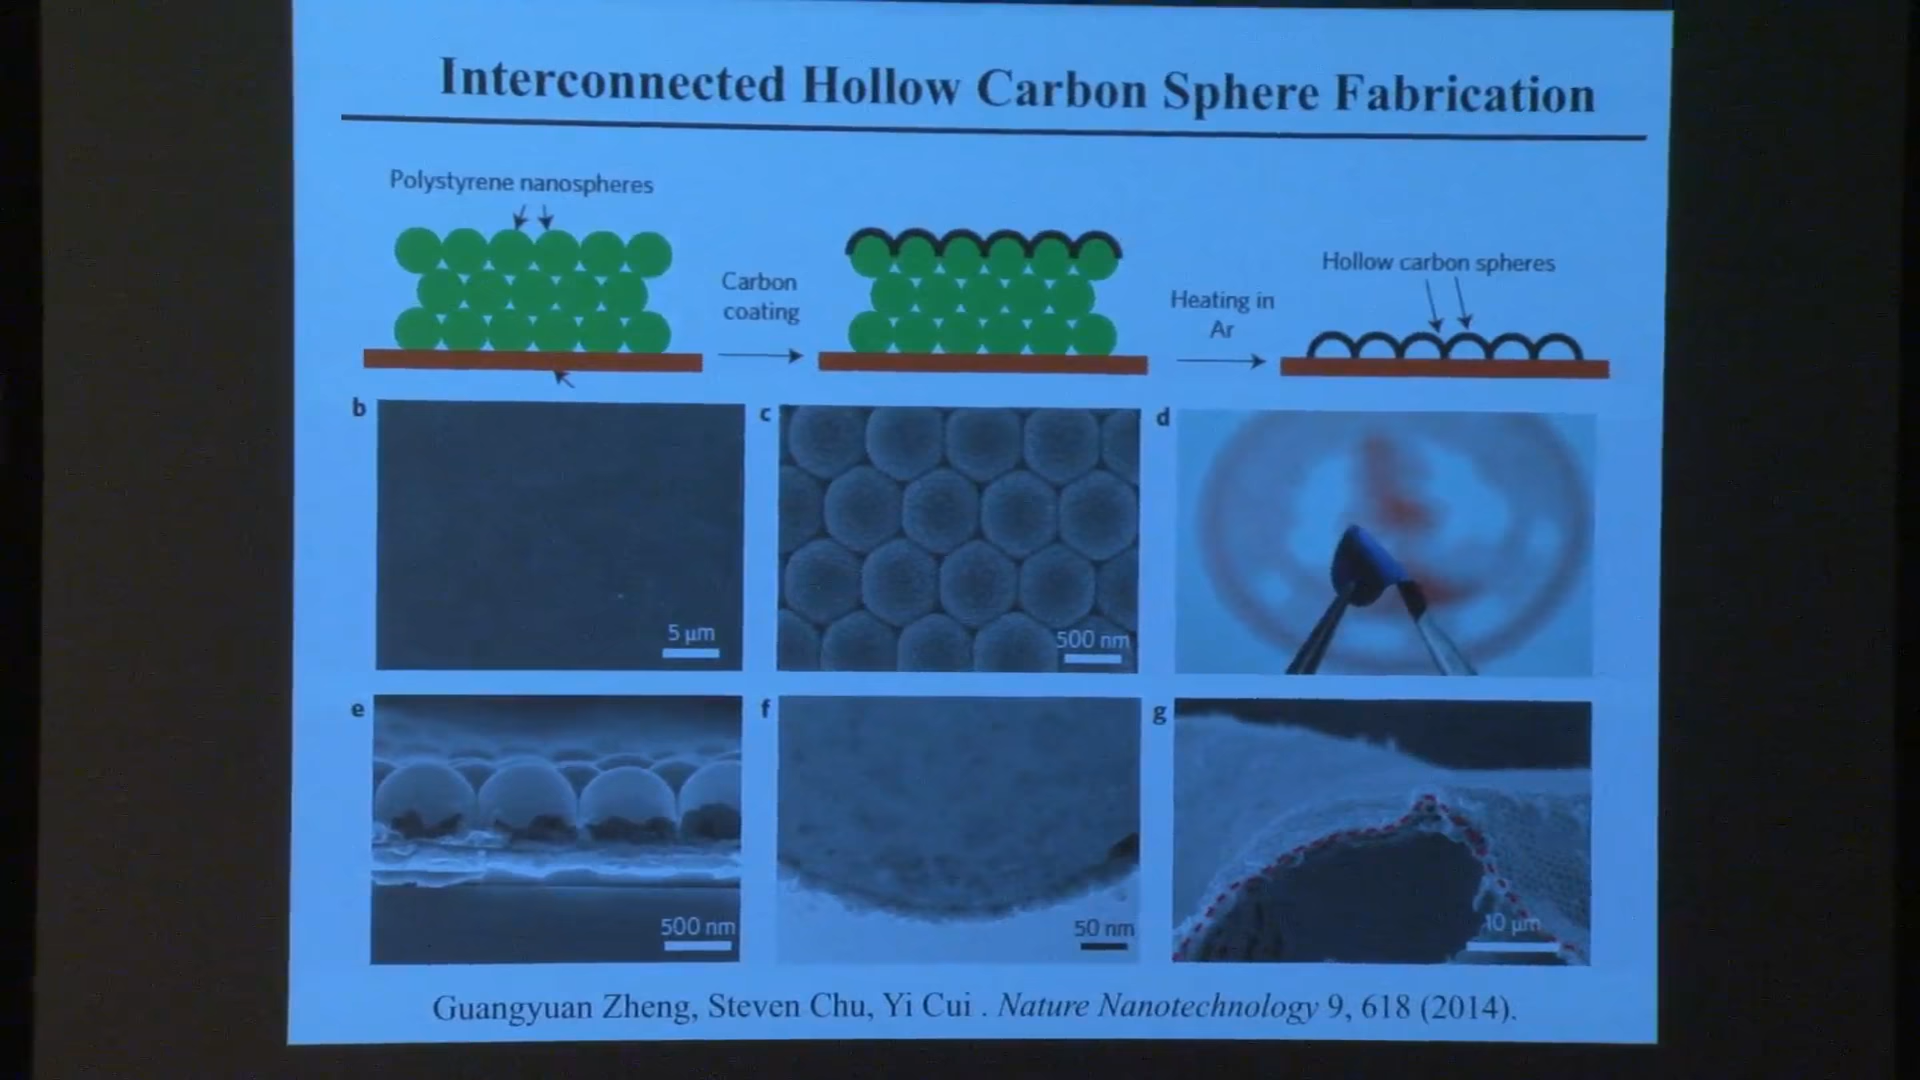 Interconnected Hollow Carbon Sphere Fabrication
Polystyrene nanospheres
Carbon
coating
Heating in
Ar
Hollow carbon spheres
b
c
d
5 µm
500 nm
e
f
g
500 nm
50 nm
10 µm
Guangyuan Zheng, Steven Chu, Yi Cui . Nature Nanotechnology 9, 618 (2014).